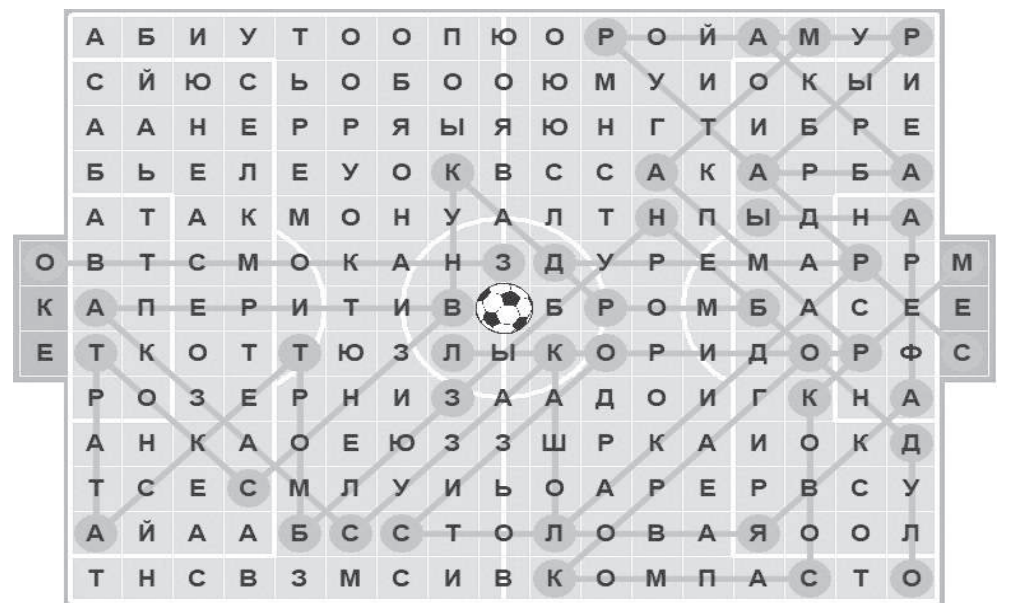 А Б И У Т О О П Ю О Р О Й А М У Р
С Й Ю С Ь О Б О О Ю М У И О К Ы И
А А Н Е Р Р Я Ы Я Ю Н Г Т И Б Р Е
Б Ь Е Л Е У О К В С С А К А Р Б А
А Т А К М О Н У А Л Т Н П Ы Д Н А
О В Т С М О К А Н З Д У Р Е М А Р Р М
К А П Е Р И Т И В Б Р О М Б А С Е Е
Е Т К О Т Т Ю З Л Ы К О Р И Д О Р Ф С
Р О З Е Р Н И З А А Д О И Г К Н А
А Н К А О Е Ю З З Ш Р К А И О К Д
Т С Е С М Л У И Ь О А Р Е Р В С У
А Й А А Б С С Т О Л О В А Я О О Л
Т Н С В З М С И В К О М П А С Т О